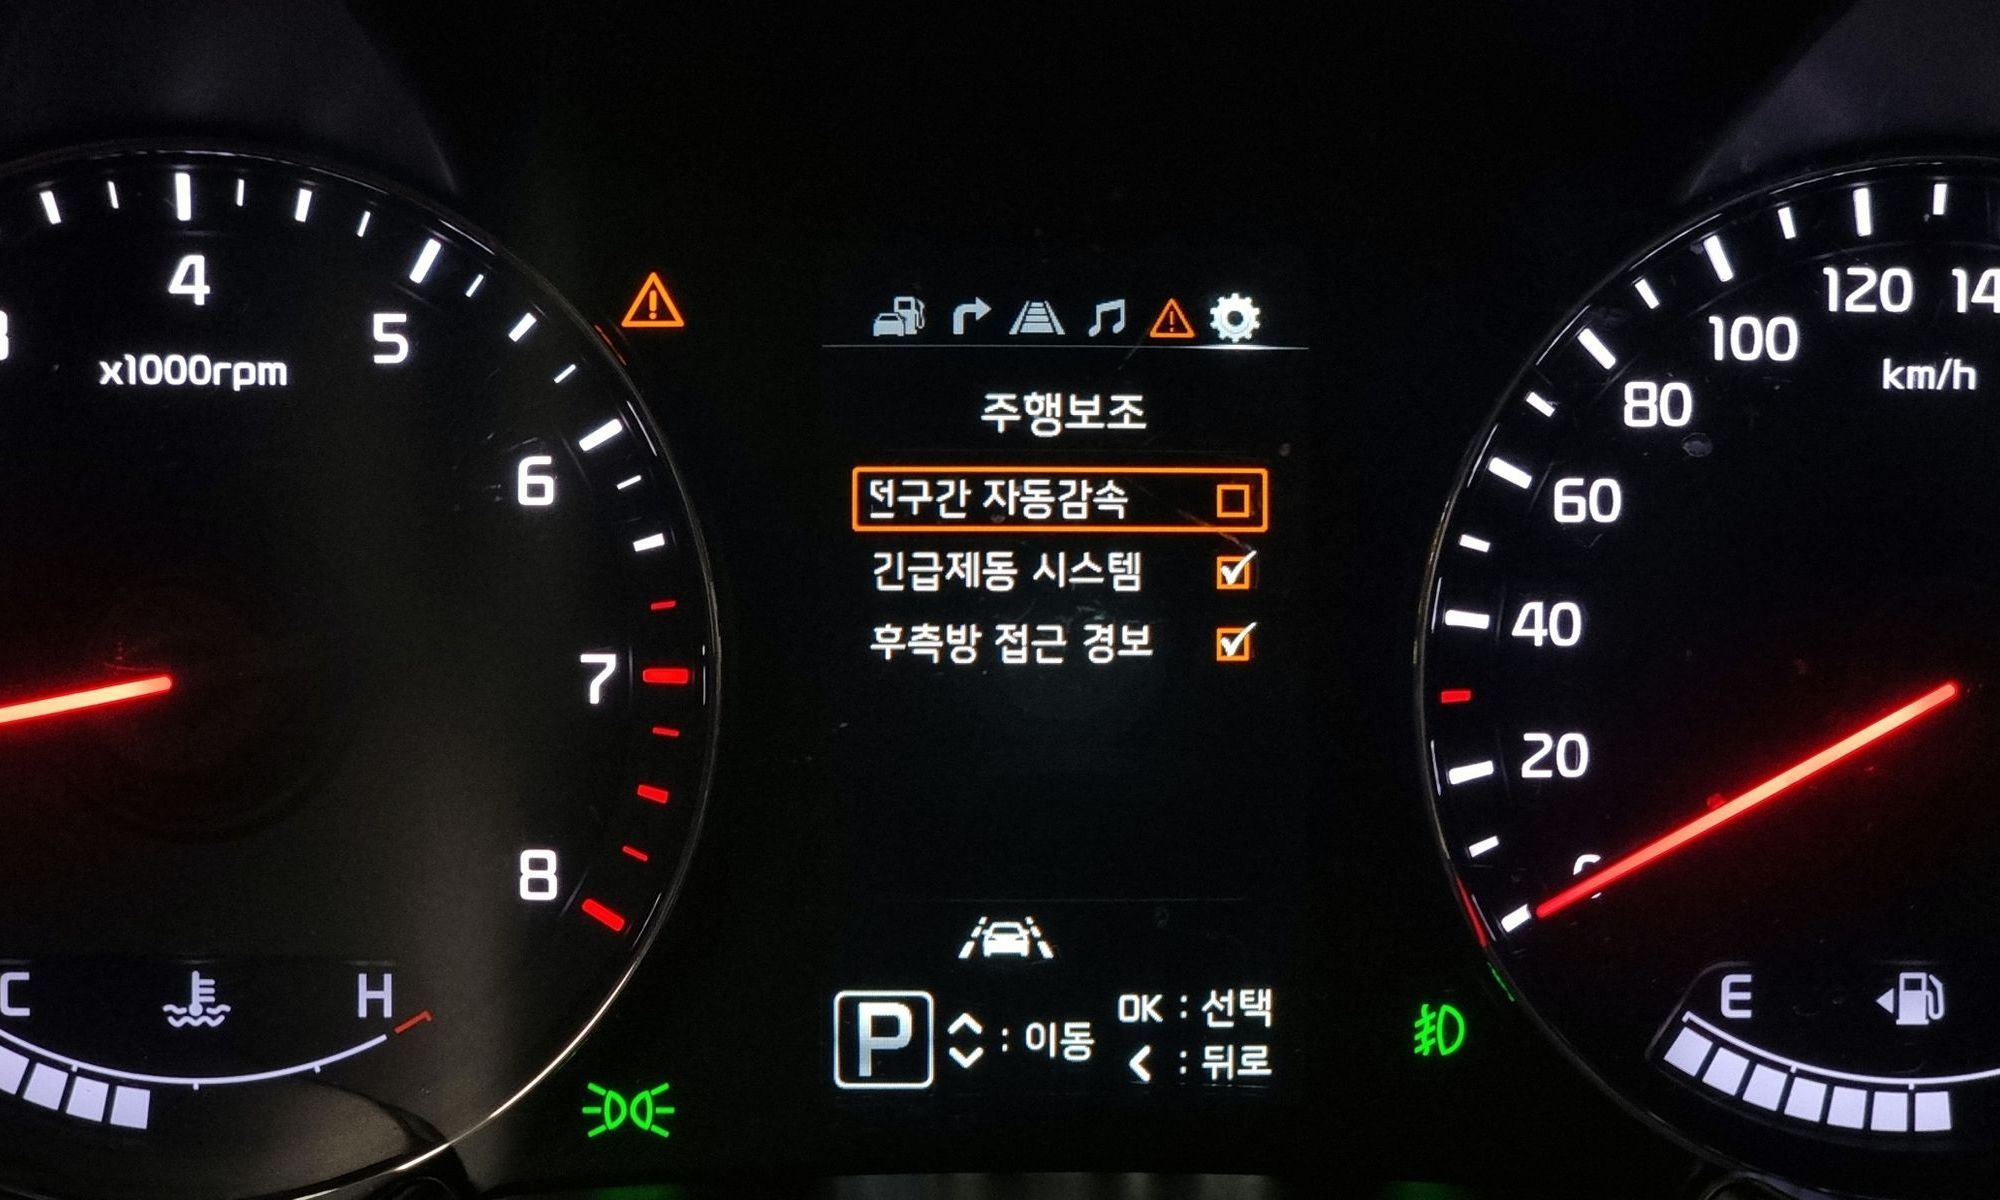 4
5
x1000rpm
6
7
8
C
H
주행보조
구간 자동감속
긴급제동 시스템
후측방 접근 경보
P
: 이동
OK : 선택
< : 뒤로
120
100
km/h
80
60
40
20
E